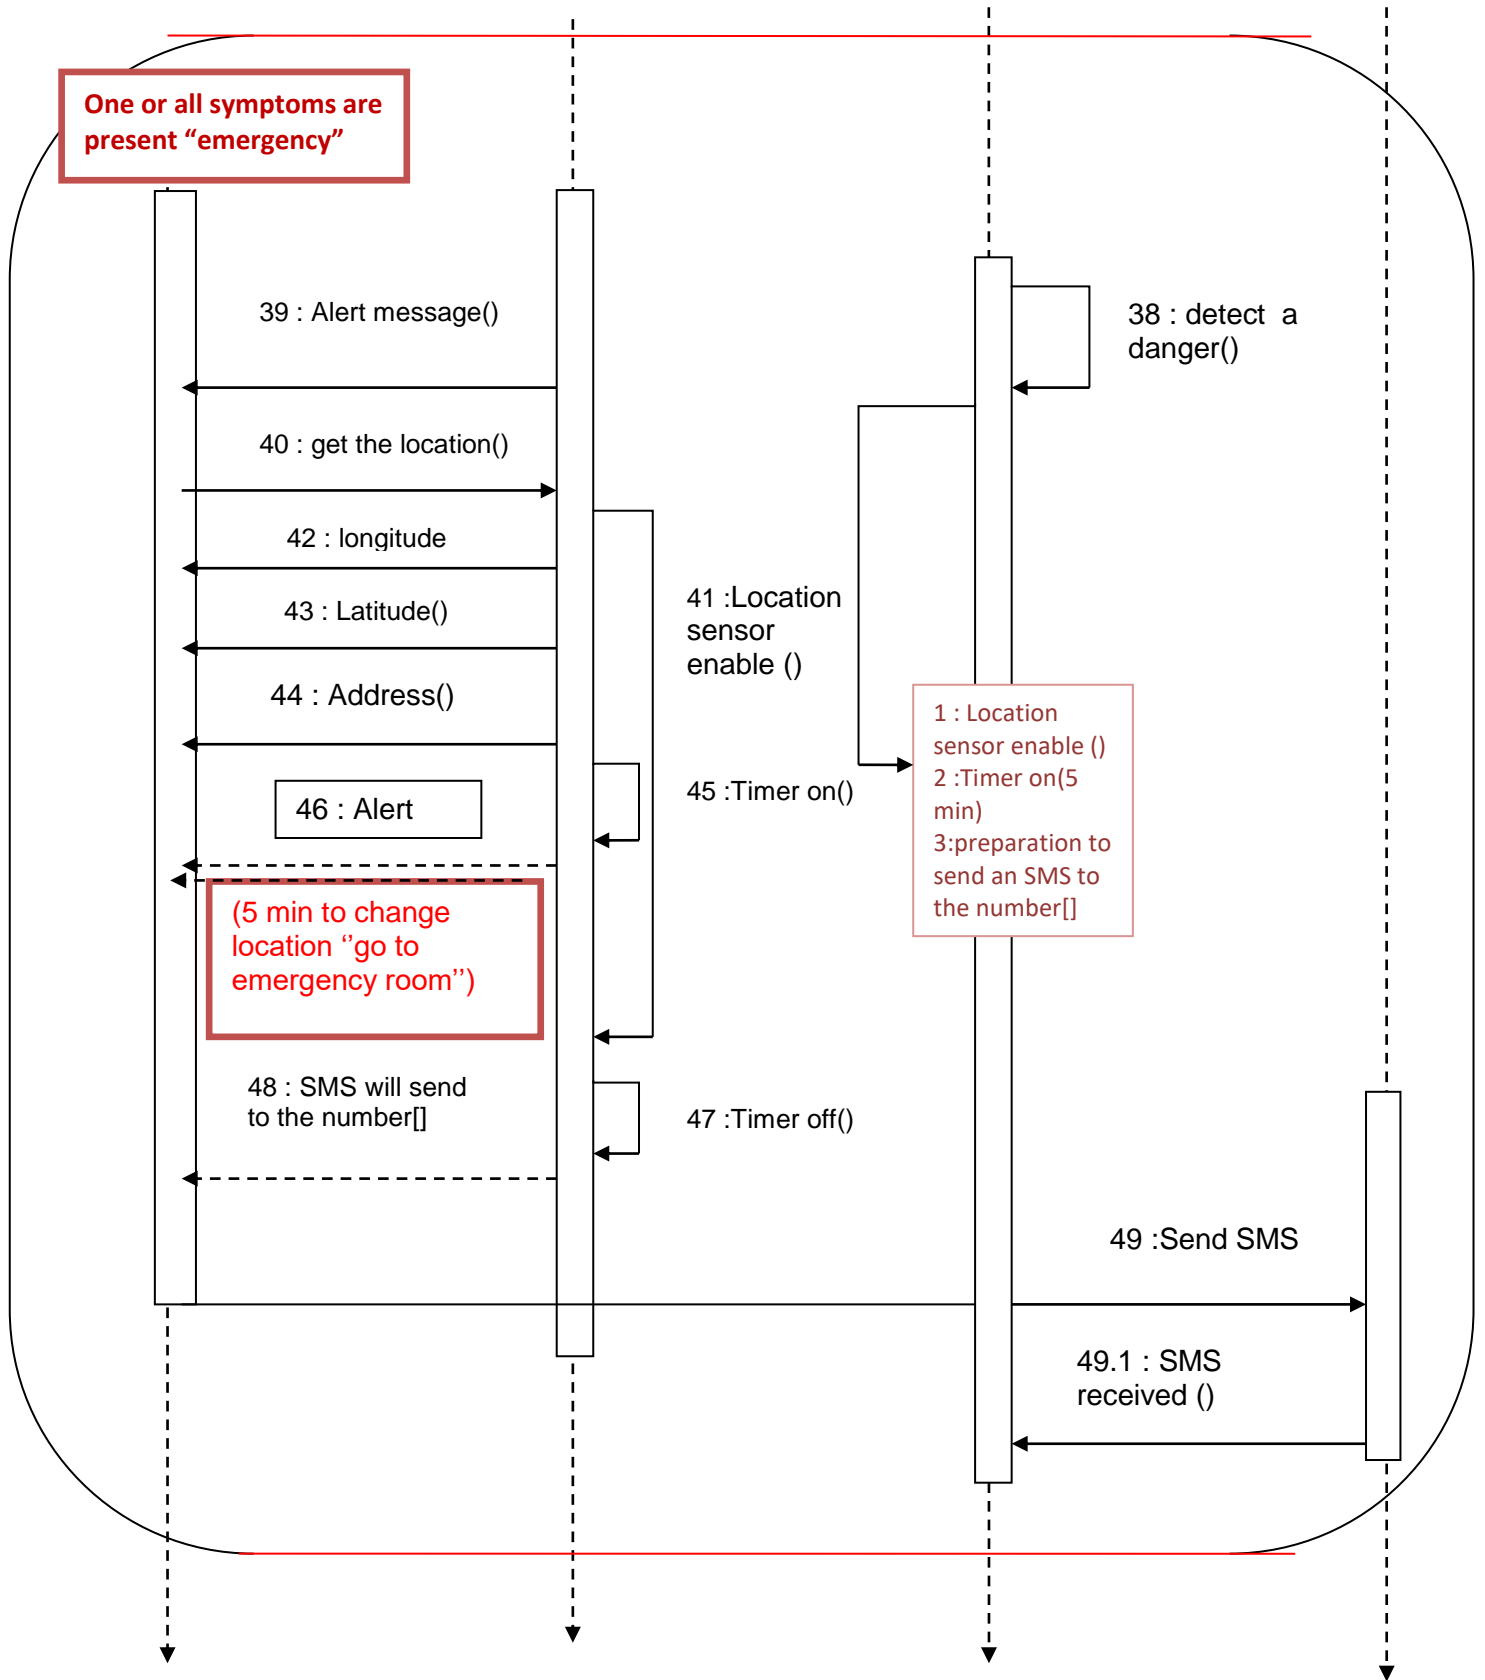 One or all symptoms are
present “emergency”
39 : Alert message()
38 : detect  a
danger()
40 : get the location()
42 : longitude
41 :Location
sensor
enable ()
43 : Latitude()
44 : Address()
1 : Location
sensor enable ()
2 :Timer on(5
min)
3:preparation to
send an SMS to
the number[]
45 :Timer on()
46 : Alert
(5 min to change
location ‘’go to
emergency room’’)
48 : SMS will send
to the number[]
47 :Timer off()
49 :Send SMS
49.1 : SMS
received ()